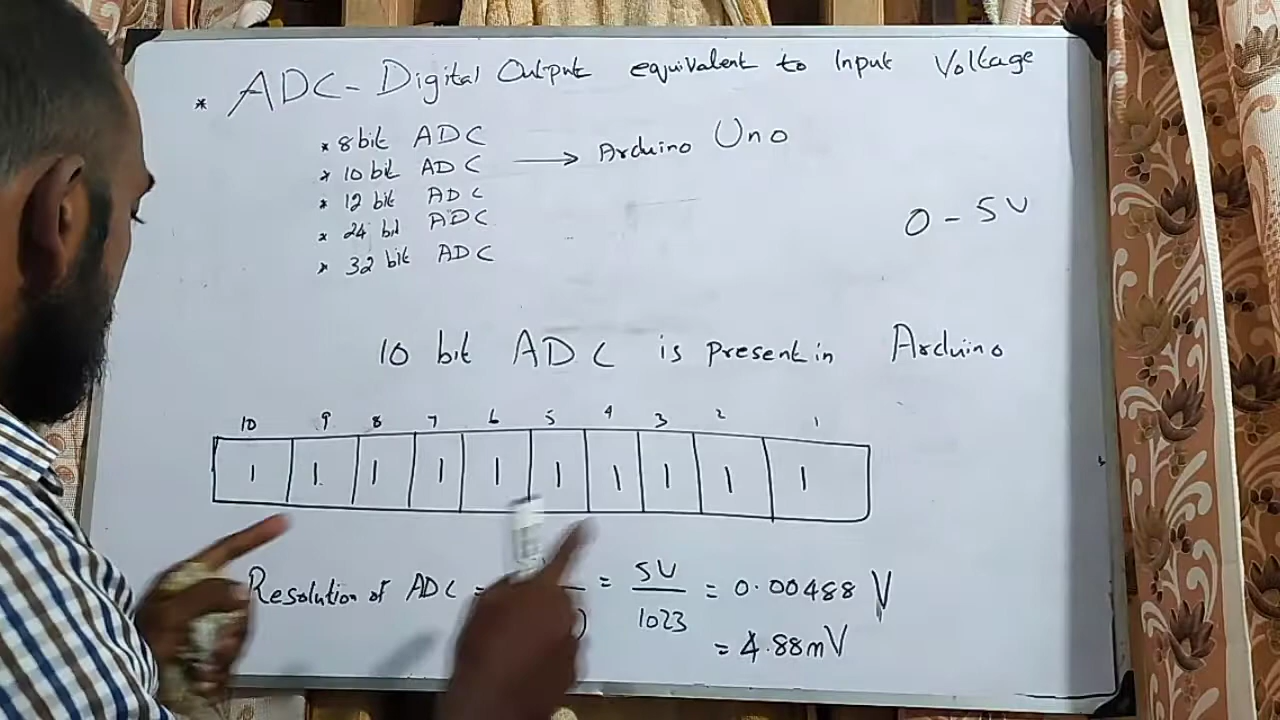 * ADC - Digital Output equivalent to Input Voltage
* 8 bit ADC
* 10 bit ADC → Arduino Uno
* 12 bit ADC
* 24 bit ADC
* 32 bit ADC
0 - 5V
10 bit ADC is present in Arduino
10 9 8 7 6 5 4 3 2 1
1 1 1 1 1 1 1 1 1 1
Resolution of ADC = = 5V / 1023 = 0.00488 V
= 4.88mV